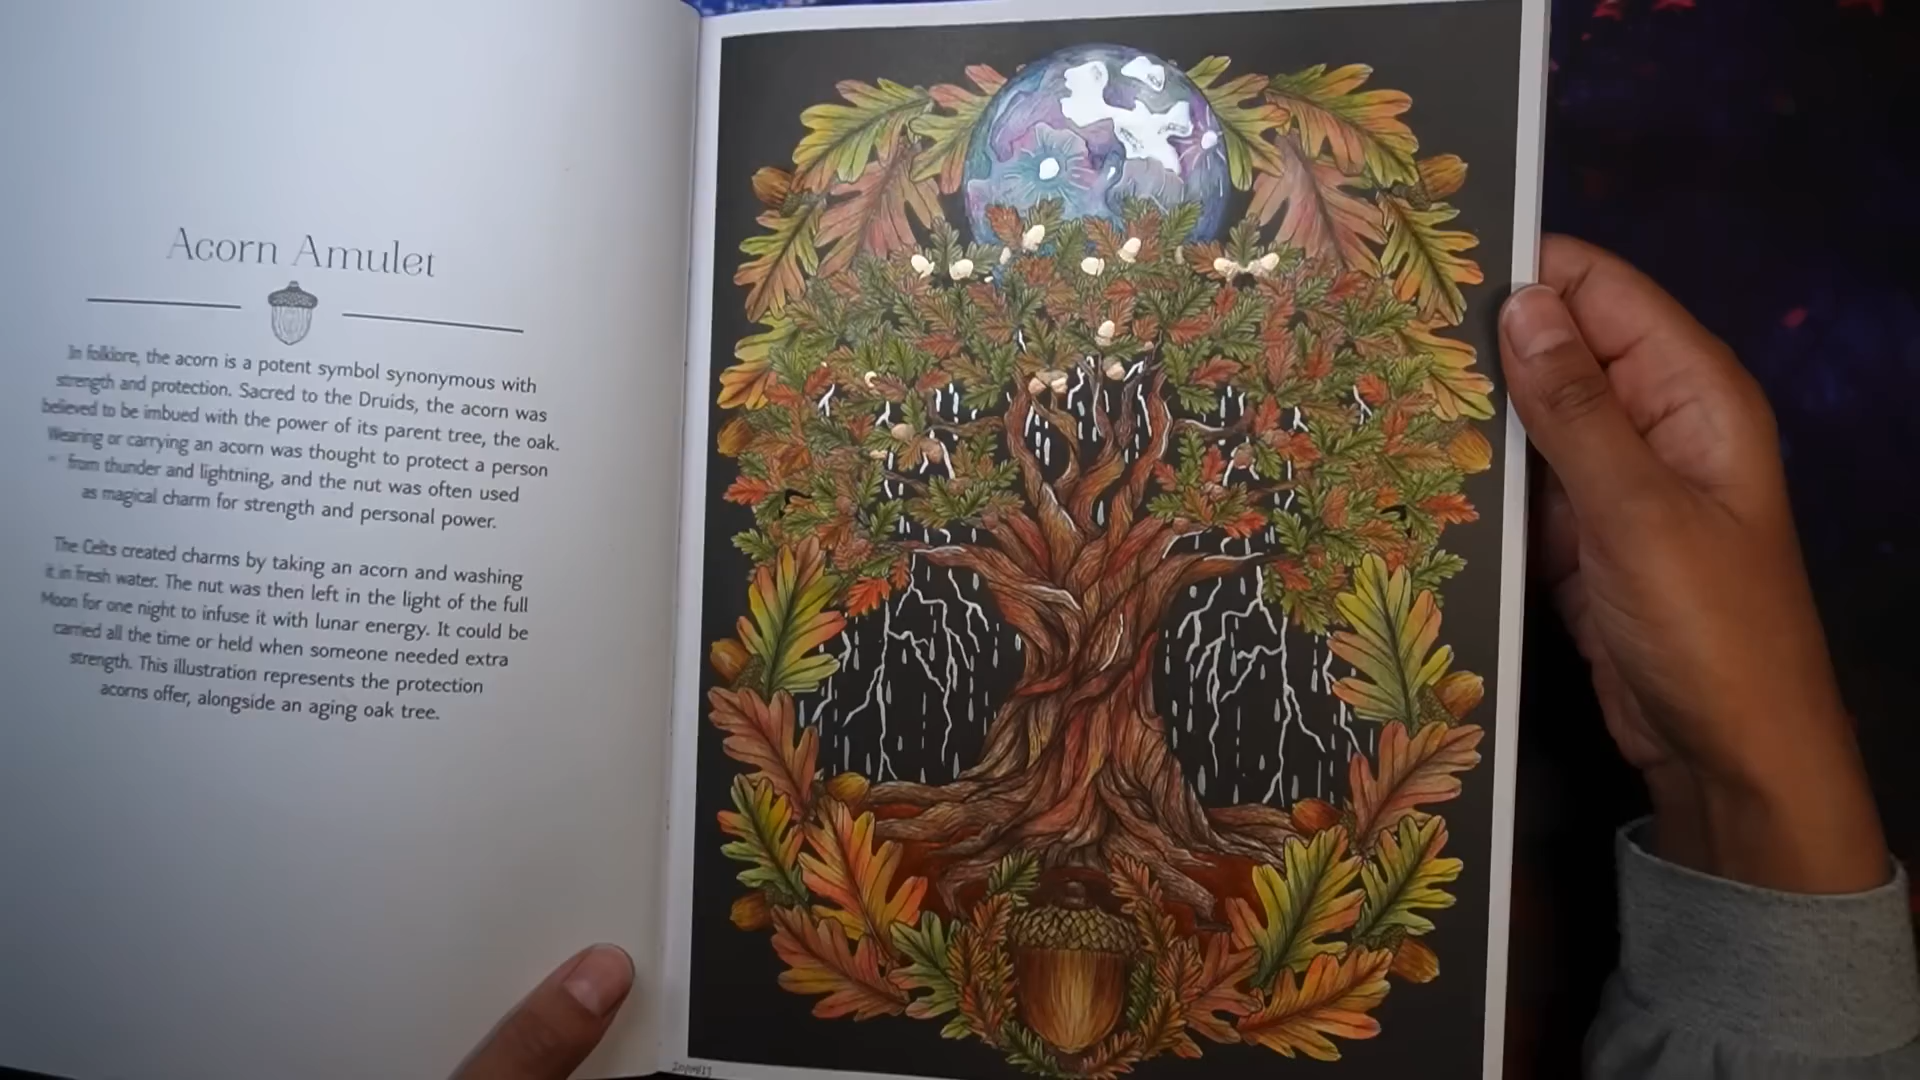 Acorn Amulet
In folklore, the acorn is a potent symbol synonymous with
strength and protection. Sacred to the Druids, the acorn was
believed to be imbued with the power of its parent tree, the oak.
Wearing or carrying an acorn was thought to protect a person
from thunder and lightning, and the nut was often used
as magical charm for strength and personal power.
The Celts created charms by taking an acorn and washing
it in fresh water. The nut was then left in the light of the full
Moon for one night to infuse it with lunar energy. It could be
carried all the time or held when someone needed extra
strength. This illustration represents the protection
acorns offer, alongside an aging oak tree.